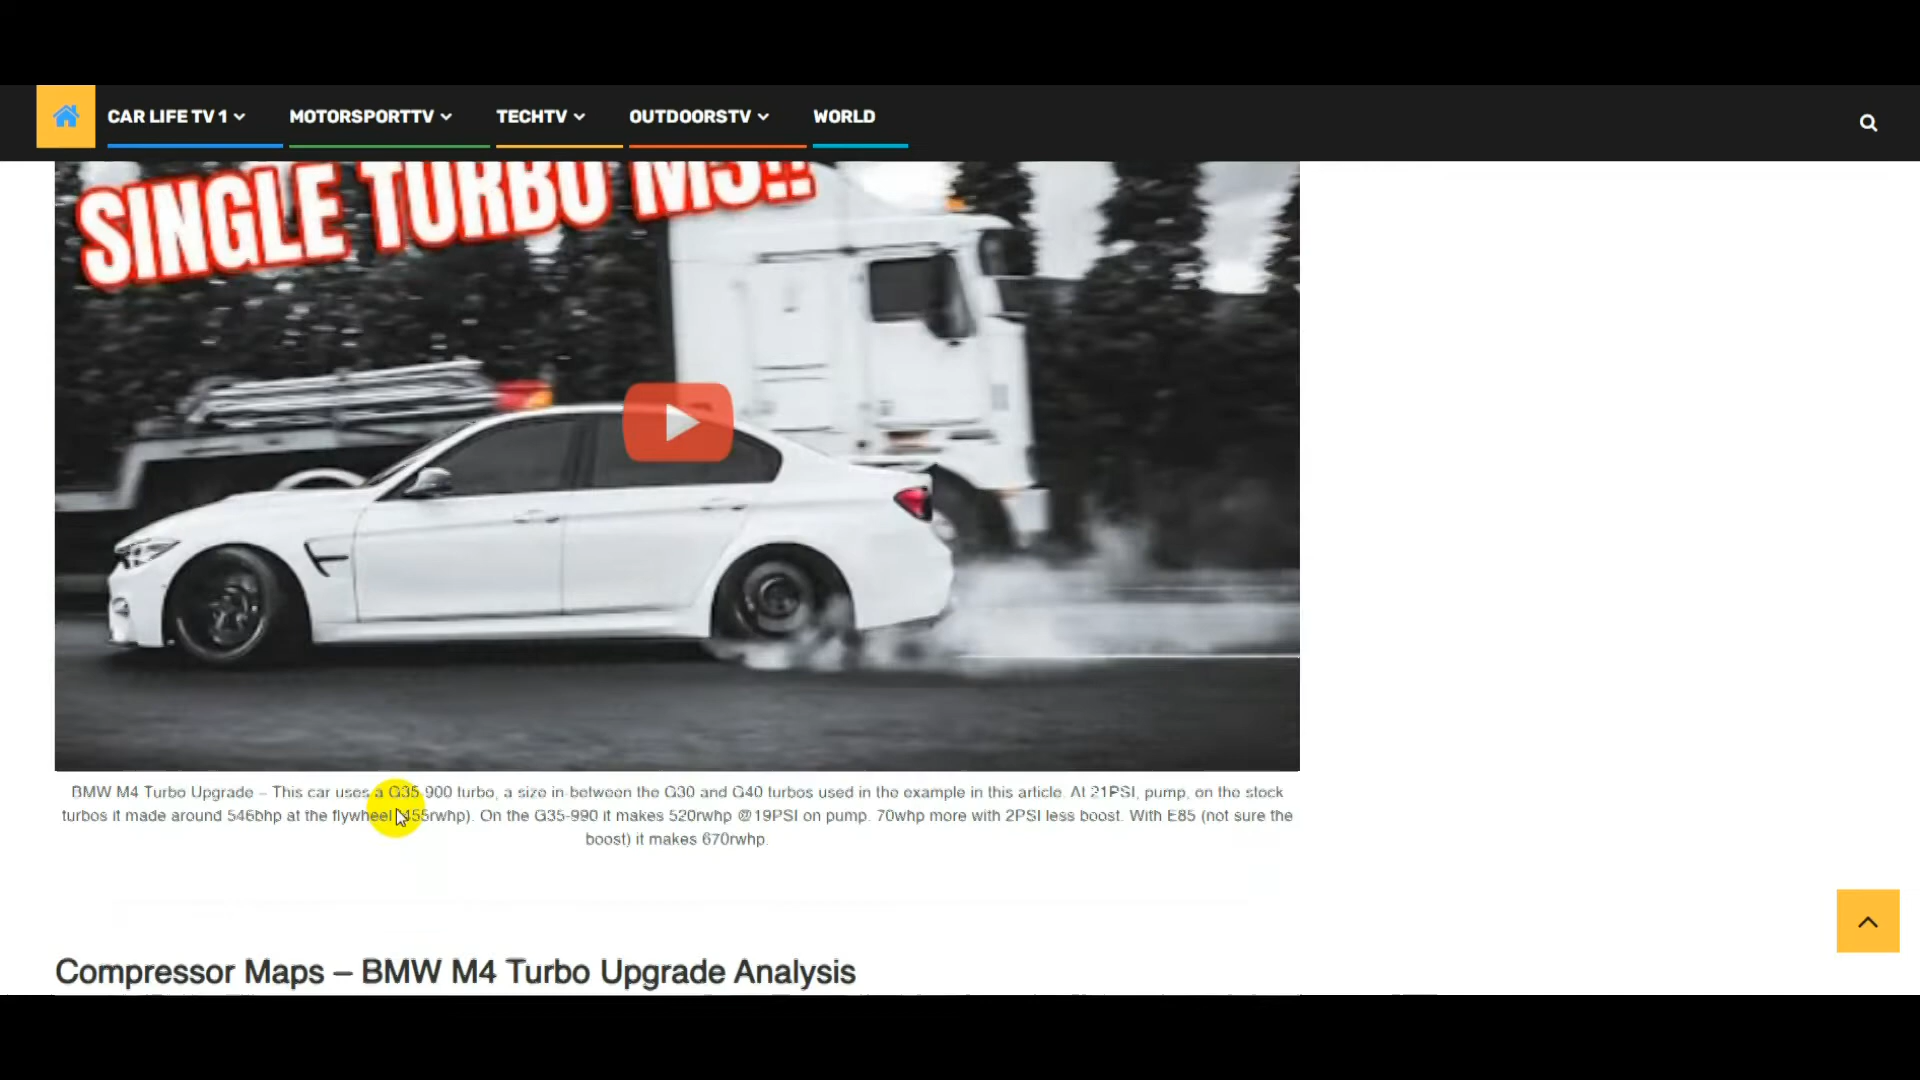 CAR LIFE TV 1 MOTORSPORTTV TECHTV OUTDOORSTV WORLD
SINGLE TURBO M3!!
BMW M4 Turbo Upgrade – This car uses a G35-900 turbo, a size in-between the G30 and G40 turbos used in the example in this article. At 21PSI, pump, on the stock
turbos it made around 546bhp at the flywheel (455rwhp). On the G35-990 it makes 520rwhp @19PSI on pump. 70whp more with 2PSI less boost. With E85 (not sure the
boost) it makes 670rwhp.
Compressor Maps – BMW M4 Turbo Upgrade Analysis